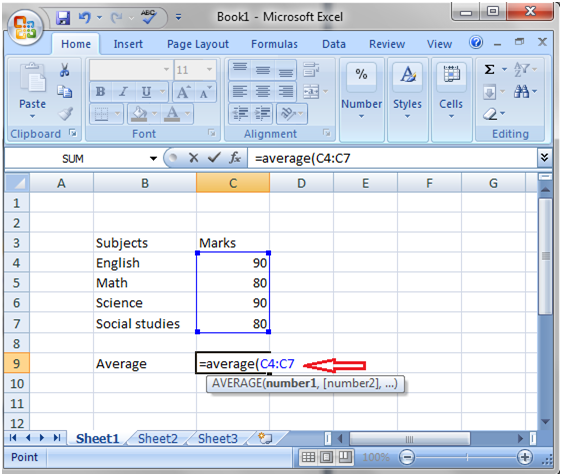 Book1 - Microsoft Excel
Home Insert Page Layout Formulas Data Review View
Paste
11
B I U
A A
%
Number
Styles
Cells
Σ
Clipboard Font Alignment Editing
SUM fx =average(C4:C7
A B C D E F G
1
2
3 Subjects Marks
4 English 90
5 Math 80
6 Science 90
7 Social studies 80
8
9 Average =average(C4:C7
10 AVERAGE(number1, [number2], ...)
11
12
Sheet1 Sheet2 Sheet3
Point 100%